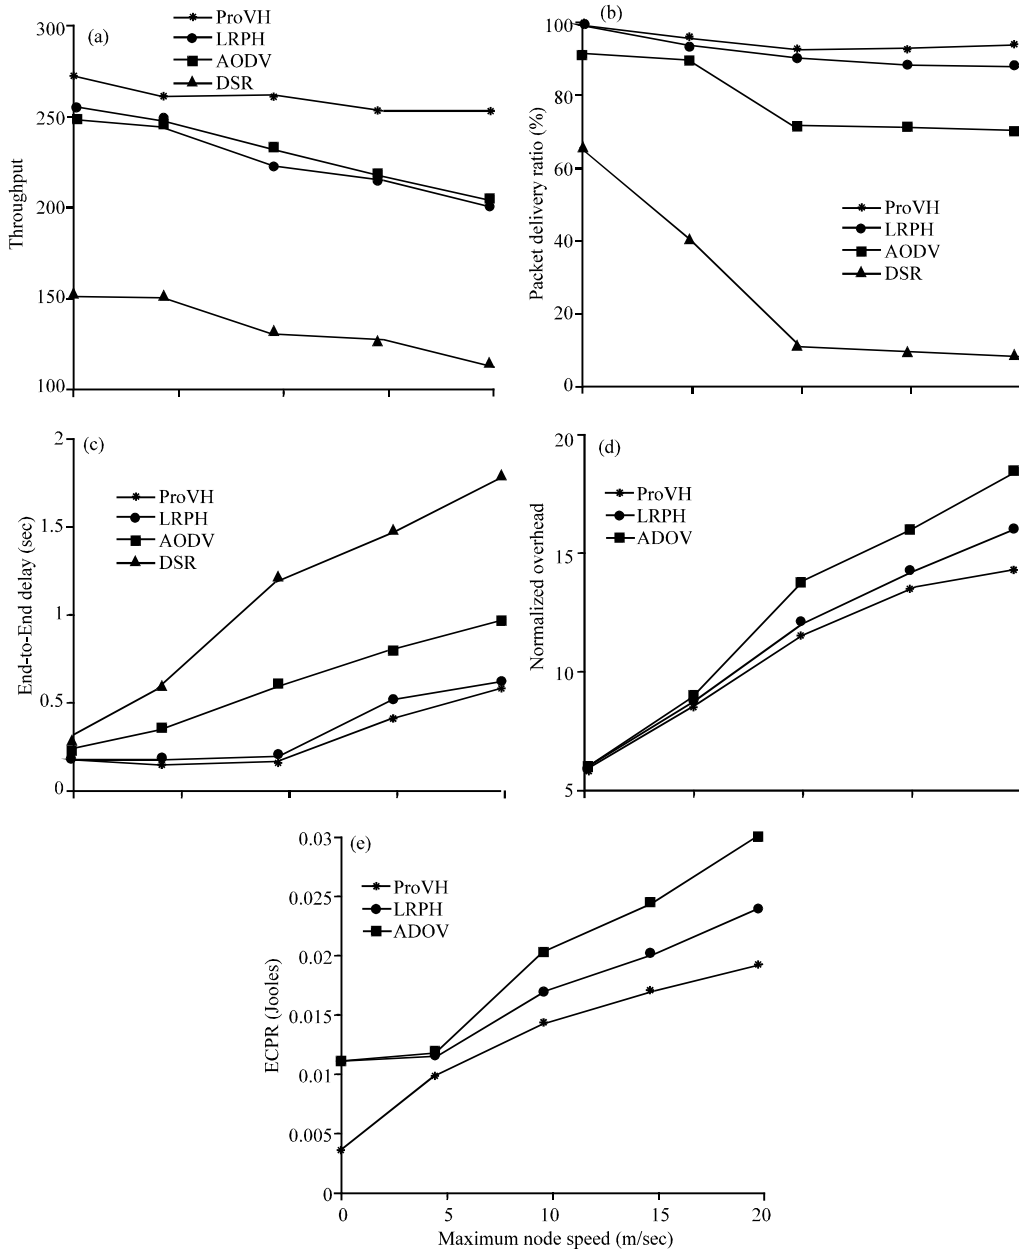 (a)
ProVH
LRPH
AODV
DSR
300
250
200
150
100
Throughput
(b)
100
80
60
40
20
0
Packet delivery ratio (%)
ProVH
LRPH
AODV
DSR
(c)
2
1.5
1
0.5
0
End-to-End delay (sec)
ProVH
LRPH
AODV
DSR
(d)
20
15
10
5
Normalized overhead
ProVH
LRPH
ADOV
(e)
0.03
0.025
0.02
0.015
0.01
0.005
0
ECPR (Jooles)
ProVH
LRPH
ADOV
0 5 10 15 20
Maximum node speed (m/sec)